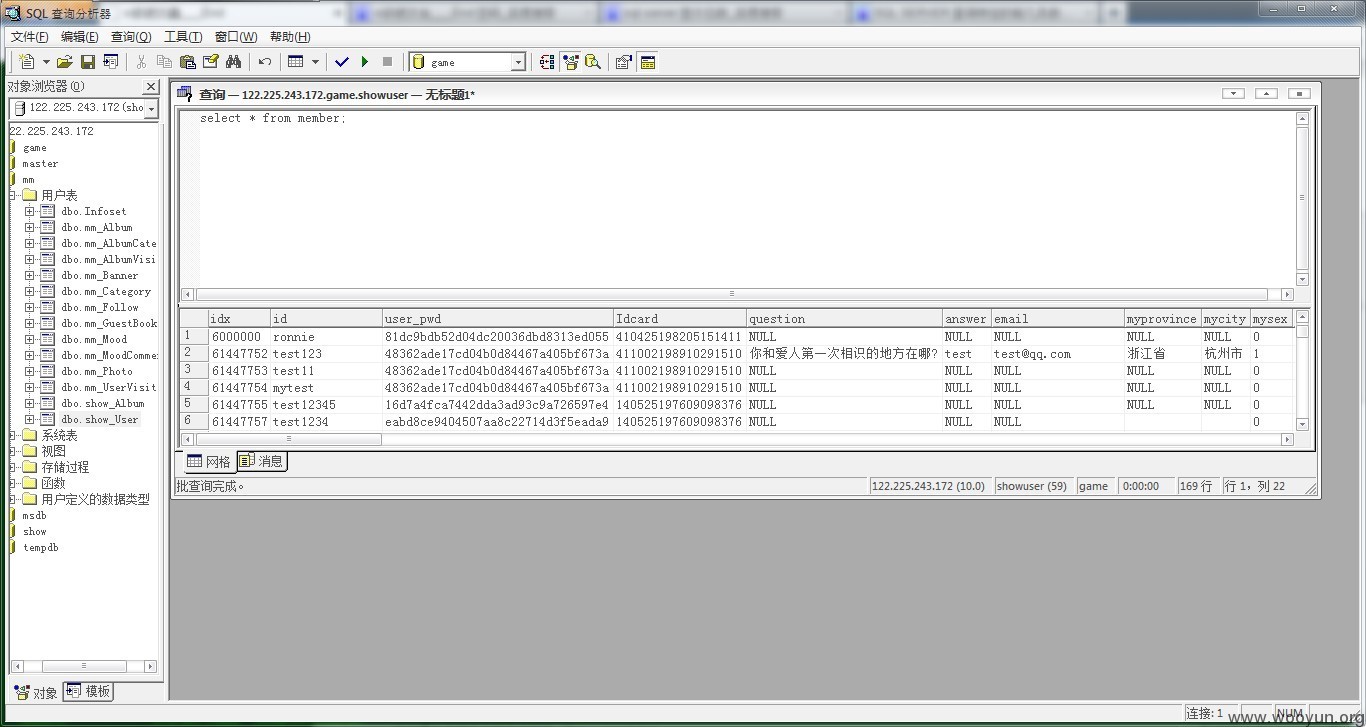 SQL 查询分析器
文件(F) 编辑(E) 查询(Q) 工具(T) 窗口(W) 帮助(H)
game
对象浏览器(O)
122.225.243.172(sho
22.225.243.172
game
master
mm
用户表
dbo.Infoset
dbo.mm_Album
dbo.mm_AlbumCate
dbo.mm_AlbumVisi
dbo.mm_Banner
dbo.mm_Category
dbo.mm_Follow
dbo.mm_GuestBook
dbo.mm_Mood
dbo.mm_MoodComme
dbo.mm_Photo
dbo.mm_UserVisit
dbo.show_Album
dbo.show_User
系统表
视图
存储过程
函数
用户定义的数据类型
msdb
show
tempdb
对象 模板
查询 — 122.225.243.172.game.showuser — 无标题1*
select * from member;
idx id user_pwd Idcard question answer email myprovince mycity mysex
1 6000000 ronnie 81dc9bdb52d04dc20036dbd8313ed055 410425198205151411 NULL NULL NULL NULL NULL 0
2 61447752 test123 48362ade17cd04b0d84467a405bf673a 411002198910291510 你和爱人第一次相识的地方在哪? test test@qq.com 浙江省 杭州市 1
3 61447753 test11 48362ade17cd04b0d84467a405bf673a 411002198910291510 NULL NULL NULL NULL NULL 0
4 61447754 mytest 48362ade17cd04b0d84467a405bf673a 411002198910291510 NULL NULL NULL NULL NULL 0
5 61447755 test12345 16d7a4fca7442dda3ad93c9a726597e4 140525197609098376 NULL NULL NULL NULL NULL 0
6 61447757 test1234 eabd8ce9404507aa8c22714d3f5eada9 140525197609098376 NULL NULL NULL 0
网格 消息
批查询完成。 122.225.243.172 (10.0) showuser (59) game 0:00:00 169 行 行 1, 列 22
连接: 1 NUM
www.wooyun.org